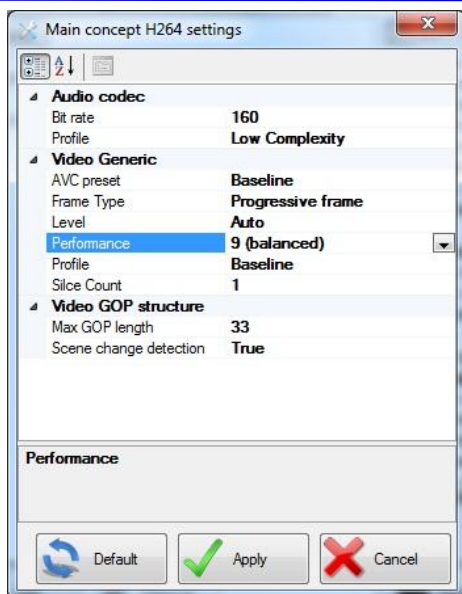 Main concept H264 settings
Audio codec
Bit rate 160
Profile Low Complexity
Video Generic
AVC preset Baseline
Frame Type Progressive frame
Level Auto
Performance 9 (balanced)
Profile Baseline
Silce Count 1
Video GOP structure
Max GOP length 33
Scene change detection True
Performance
Default Apply Cancel